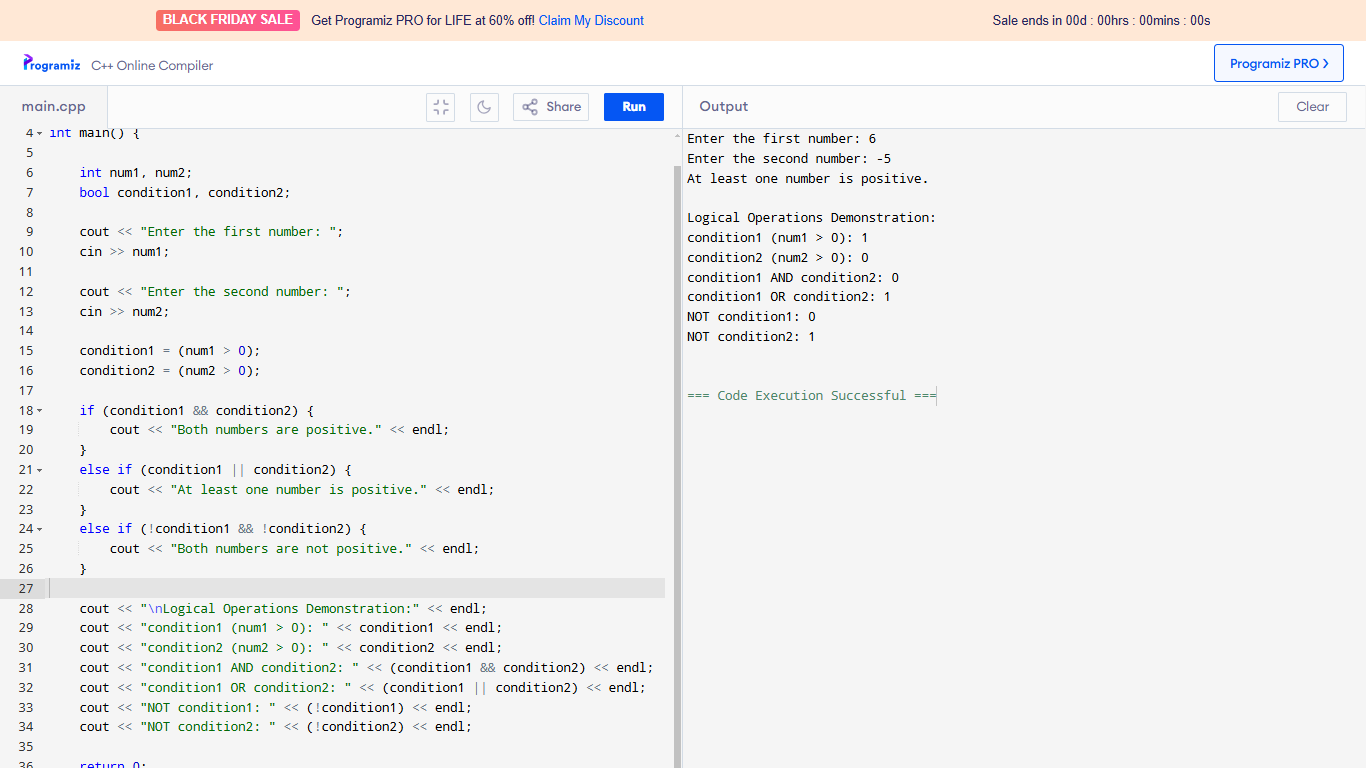 BLACK FRIDAY SALE Get Programiz PRO for LIFE at 60% off! Claim My Discount Sale ends in 00d : 00hrs : 00mins : 00s
Programiz C++ Online Compiler Programiz PRO >
main.cpp Share Run Output Clear
4 int main() {
5
6 int num1, num2;
7 bool condition1, condition2;
8
9 cout << "Enter the first number: ";
10 cin >> num1;
11
12 cout << "Enter the second number: ";
13 cin >> num2;
14
15 condition1 = (num1 > 0);
16 condition2 = (num2 > 0);
17
18 if (condition1 && condition2) {
19 cout << "Both numbers are positive." << endl;
20 }
21 else if (condition1 || condition2) {
22 cout << "At least one number is positive." << endl;
23 }
24 else if (!condition1 && !condition2) {
25 cout << "Both numbers are not positive." << endl;
26 }
27
28 cout << "\nLogical Operations Demonstration:" << endl;
29 cout << "condition1 (num1 > 0): " << condition1 << endl;
30 cout << "condition2 (num2 > 0): " << condition2 << endl;
31 cout << "condition1 AND condition2: " << (condition1 && condition2) << endl;
32 cout << "condition1 OR condition2: " << (condition1 || condition2) << endl;
33 cout << "NOT condition1: " << (!condition1) << endl;
34 cout << "NOT condition2: " << (!condition2) << endl;
35
36 return 0;
Enter the first number: 6
Enter the second number: -5
At least one number is positive.
Logical Operations Demonstration:
condition1 (num1 > 0): 1
condition2 (num2 > 0): 0
condition1 AND condition2: 0
condition1 OR condition2: 1
NOT condition1: 0
NOT condition2: 1
=== Code Execution Successful ===